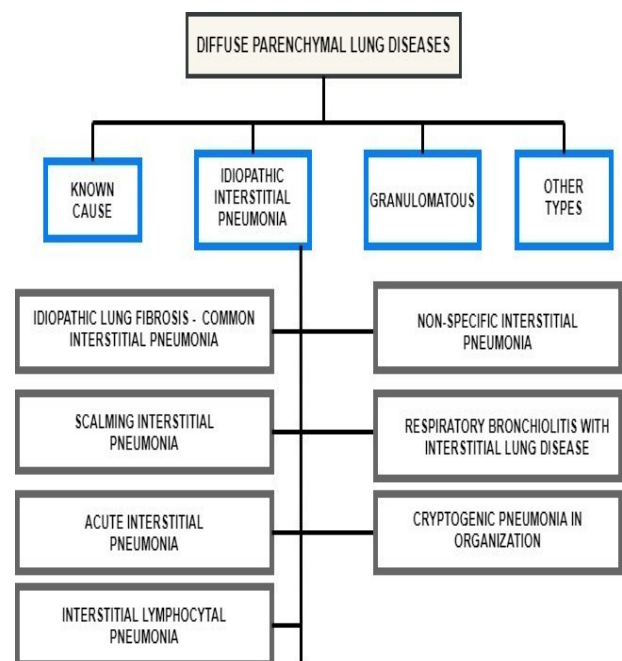 DIFFUSE PARENCHYMAL LUNG DISEASES
KNOWN
CAUSE
IDIOPATHIC
INTERSTITIAL
PNEUMONIA
GRANULOMATOUS
OTHER
TYPES
IDIOPATHIC LUNG FIBROSIS - COMMON
INTERSTITIAL PNEUMONIA
NON-SPECIFIC INTERSTITIAL
PNEUMONIA
SCALMING INTERSTITIAL
PNEUMONIA
RESPIRATORY BRONCHIOLITIS WITH
INTERSTITIAL LUNG DISEASE
ACUTE INTERSTITIAL
PNEUMONIA
CRYPTOGENIC PNEUMONIA IN
ORGANIZATION
INTERSTITIAL LYMPHOCYTAL
PNEUMONIA